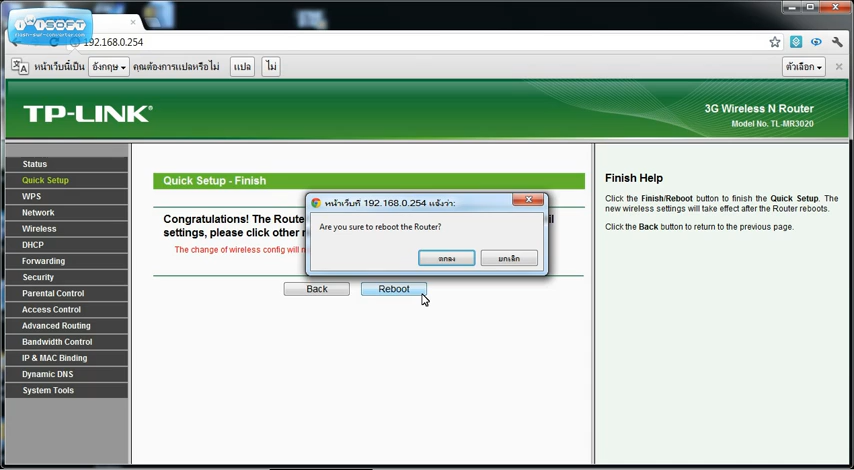 iWiSOFT
flash-swf-converter.com
192.168.0.254
หน้าเว็บนี้เป็น อังกฤษ คุณต้องการแปลหรือไม่ แปล ไม่ ตัวเลือก
TP-LINK®
3G Wireless N Router
Model No. TL-MR3020
Status
Quick Setup
WPS
Network
Wireless
DHCP
Forwarding
Security
Parental Control
Access Control
Advanced Routing
Bandwidth Control
IP & MAC Binding
Dynamic DNS
System Tools
Quick Setup - Finish
Congratulations! The Route
il
settings, please click other
The change of wireless config will
หน้าเว็บที่ 192.168.0.254 แจ้งว่า:
Are you sure to reboot the Router?
ตกลง ยกเลิก
Back Reboot
Finish Help
Click the Finish/Reboot button to finish the Quick Setup. The
new wireless settings will take effect after the Router reboots.
Click the Back button to return to the previous page.